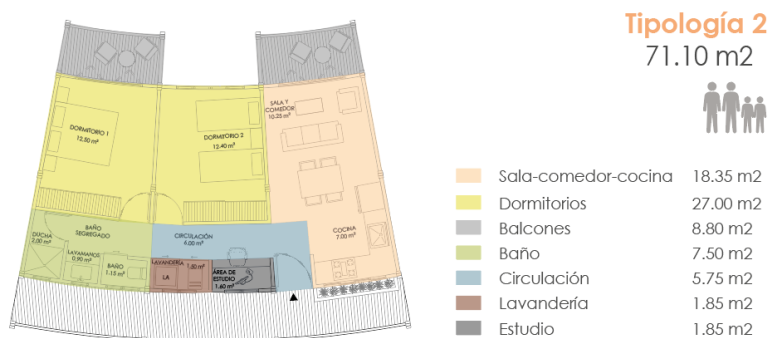 Tipología 2
71.10 m2
DORMITORIO 1
12.50 m²
DORMITORIO 2
12.40 m²
SALA Y
COMEDOR
10.25 m²
BAÑO
SEGREGADO
DUCHA
2.00 m²
LAVAMANOS
0.90 m²
BAÑO
1.15 m²
CIRCULACIÓN
6.00 m²
LAVANDERÍA
1.50 m²
LA
ÁREA DE
ESTUDIO
1.60 m²
COCINA
7.00 m²
Sala-comedor-cocina 18.35 m2
Dormitorios 27.00 m2
Balcones 8.80 m2
Baño 7.50 m2
Circulación 5.75 m2
Lavandería 1.85 m2
Estudio 1.85 m2